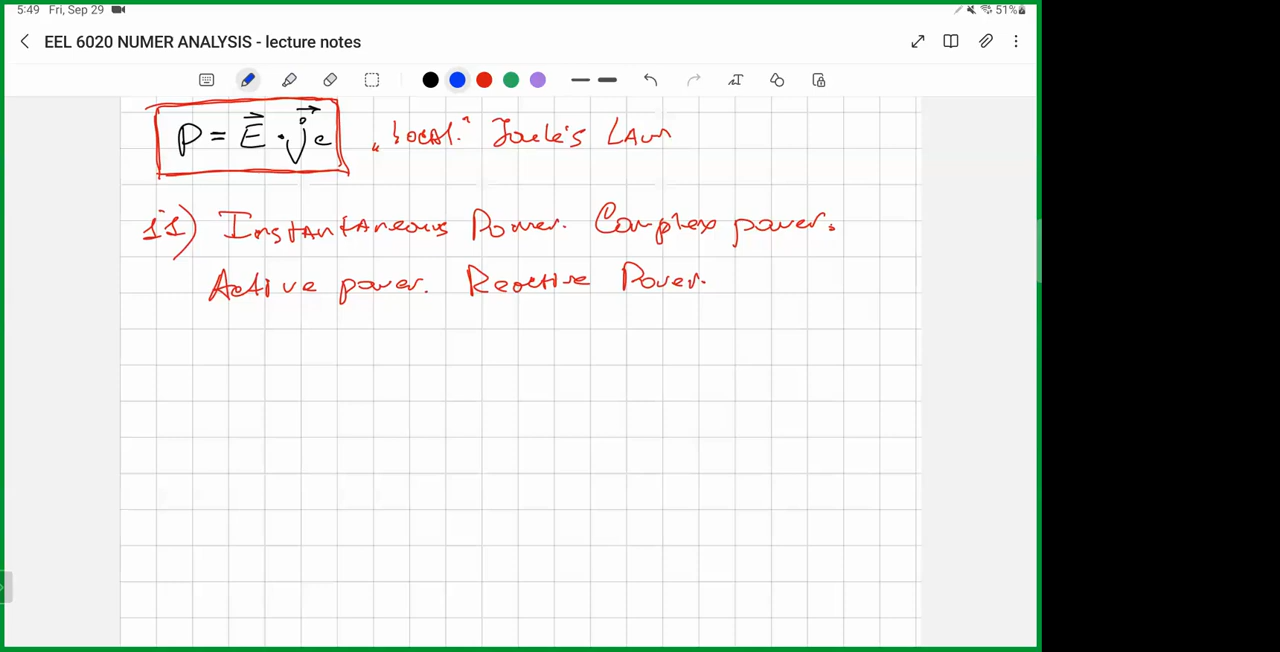 5:49 Fri, Sep 29 51%
EEL 6020 NUMER ANALYSIS - lecture notes
P = E⃗ · j⃗c „local“ Joule's Law
11) Instantaneous Power. Complex power.
Active power. Reactive Power.